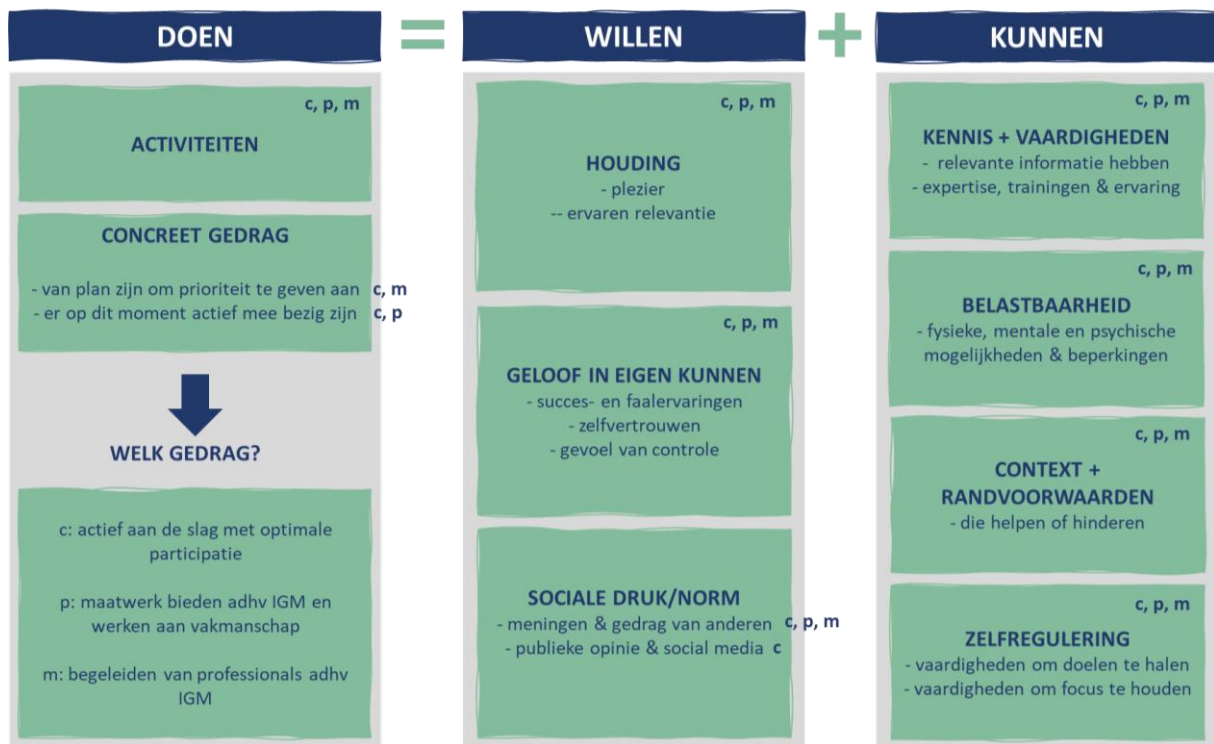 DOEN
=
WILLEN
+
KUNNEN
c, p, m
ACTIVITEITEN
CONCREET GEDRAG
- van plan zijn om prioriteit te geven aan c, m
- er op dit moment actief mee bezig zijn c, p
WELK GEDRAG?
c: actief aan de slag met optimale
participatie
p: maatwerk bieden adhv IGM en
werken aan vakmanschap
m: begeleiden van professionals adhv
IGM
c, p, m
HOUDING
- plezier
-- ervaren relevantie
c, p, m
GELOOF IN EIGEN KUNNEN
- succes- en faalervaringen
- zelfvertrouwen
- gevoel van controle
SOCIALE DRUK/NORM
- meningen & gedrag van anderen c, p, m
- publieke opinie & social media c
c, p, m
KENNIS + VAARDIGHEDEN
- relevante informatie hebben
- expertise, trainingen & ervaring
c, p, m
BELASTBAARHEID
- fysieke, mentale en psychische
mogelijkheden & beperkingen
c, p, m
CONTEXT +
RANDVOORWAARDEN
- die helpen of hinderen
c, p, m
ZELFREGULERING
- vaardigheden om doelen te halen
- vaardigheden om focus te houden